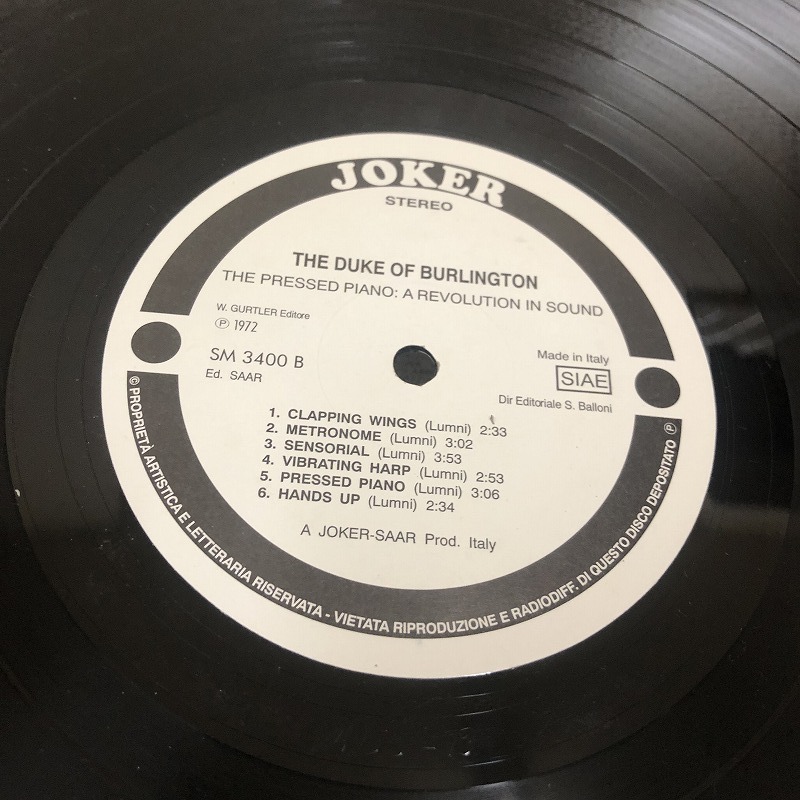 JOKER
STEREO
THE DUKE OF BURLINGTON
THE PRESSED PIANO: A REVOLUTION IN SOUND
W. GURTLER Editore
℗ 1972
SM 3400 B
Ed. SAAR
Made in Italy
SIAE
Dir Editoriale S. Balloni
1. CLAPPING WINGS (Lumni) 2:33
2. METRONOME (Lumni) 3:02
3. SENSORIAL (Lumni) 3:53
4. VIBRATING HARP (Lumni) 2:53
5. PRESSED PIANO (Lumni) 3:06
6. HANDS UP (Lumni) 2:34
A JOKER-SAAR Prod. Italy
© PROPRIETÀ ARTISTICA E LETTERARIA RISERVATA - VIETATA RIPRODUZIONE E RADIODIFF. DI QUESTO DISCO DEPOSITATO ℗